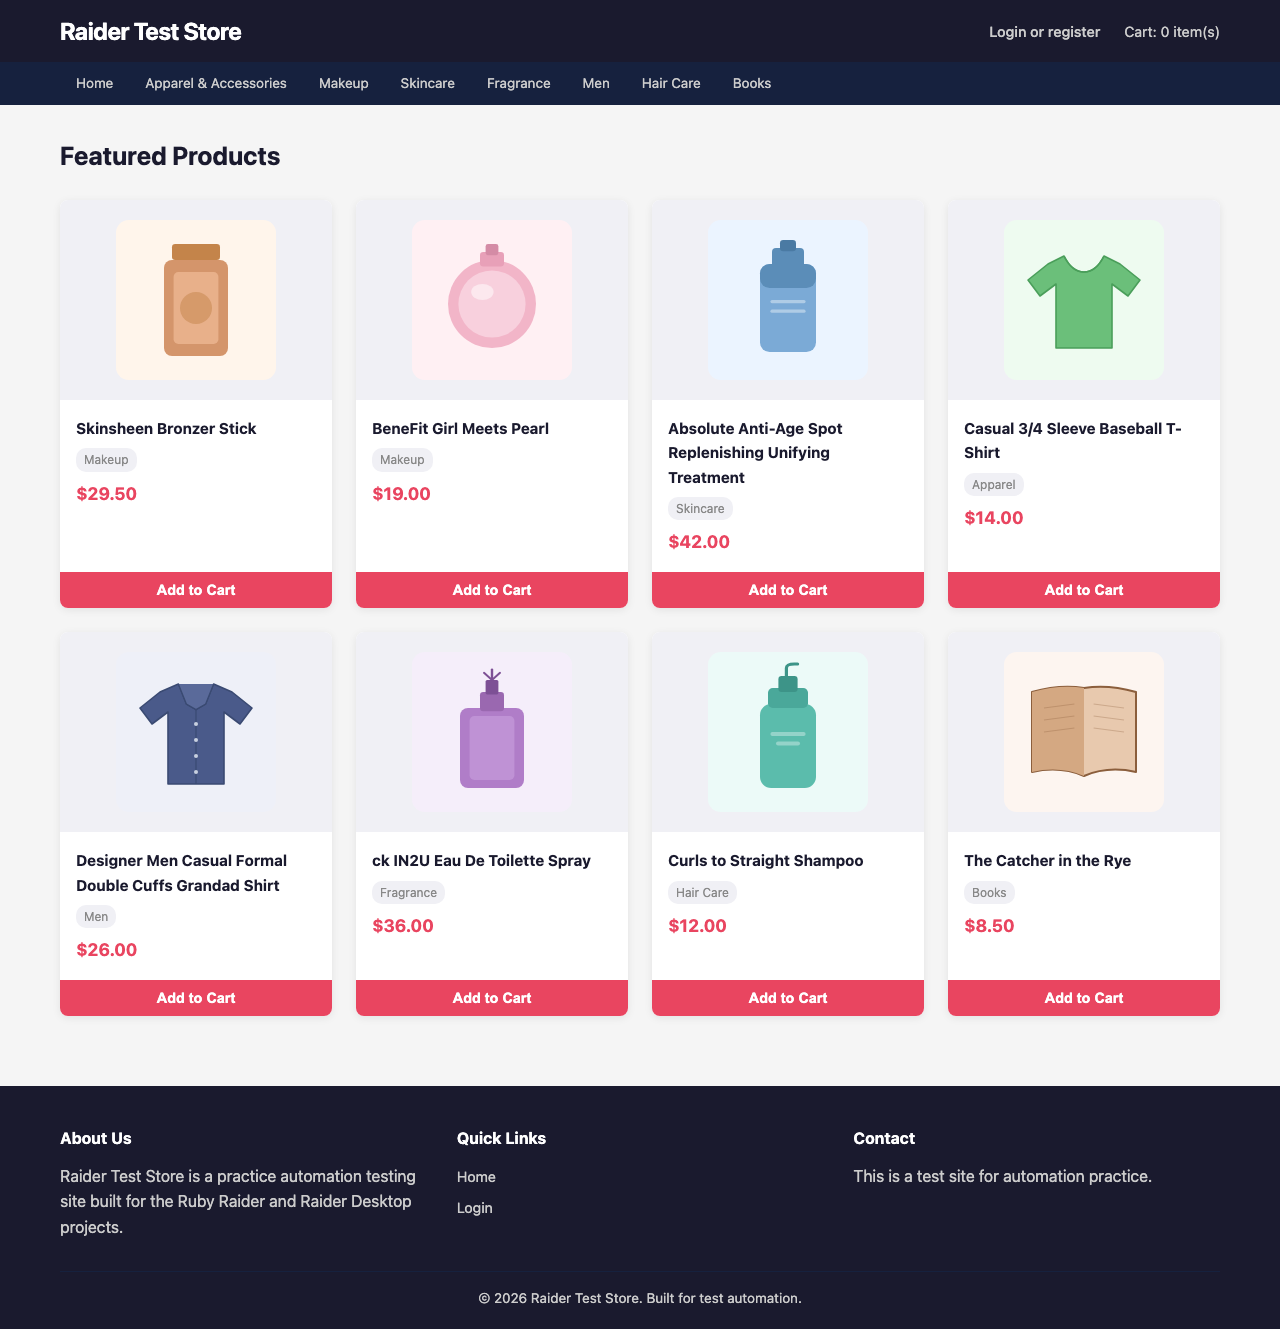 Raider Test Store
Login or register
Cart: 0 item(s)
Home
Apparel & Accessories
Makeup
Skincare
Fragrance
Men
Hair Care
Books
Featured Products
Skinsheen Bronzer Stick
Makeup
$29.50
Add to Cart
BeneFit Girl Meets Pearl
Makeup
$19.00
Add to Cart
Absolute Anti-Age Spot
Replenishing Unifying
Treatment
Skincare
$42.00
Add to Cart
Casual 3/4 Sleeve Baseball T-
Shirt
Apparel
$14.00
Add to Cart
Designer Men Casual Formal
Double Cuffs Grandad Shirt
Men
$26.00
Add to Cart
ck IN2U Eau De Toilette Spray
Fragrance
$36.00
Add to Cart
Curls to Straight Shampoo
Hair Care
$12.00
Add to Cart
The Catcher in the Rye
Books
$8.50
Add to Cart
About Us
Raider Test Store is a practice automation testing
site built for the Ruby Raider and Raider Desktop
projects.
Quick Links
Home
Login
Contact
This is a test site for automation practice.
© 2026 Raider Test Store. Built for test automation.